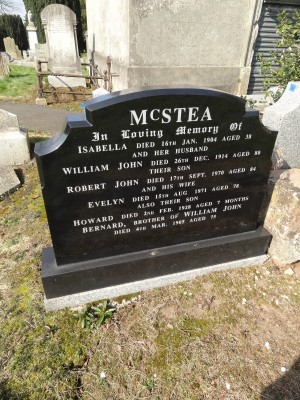 McSTEA
In Loving Memory Of
ISABELLA DIED 16TH JAN. 1904 AGED 38
AND HER HUSBAND
WILLIAM JOHN DIED 26TH DEC. 1914 AGED 88
THEIR SON
ROBERT JOHN DIED 17TH SEPT. 1970 AGED 84
AND HIS WIFE
EVELYN DIED 15TH AUG 1971 AGED 78.
ALSO THEIR SON
HOWARD DIED 2ND FEB. 1928 AGED 7 MONTHS
BERNARD, BROTHER OF WILLIAM JOHN
DIED 4TH MAR. 1905 AGED 75